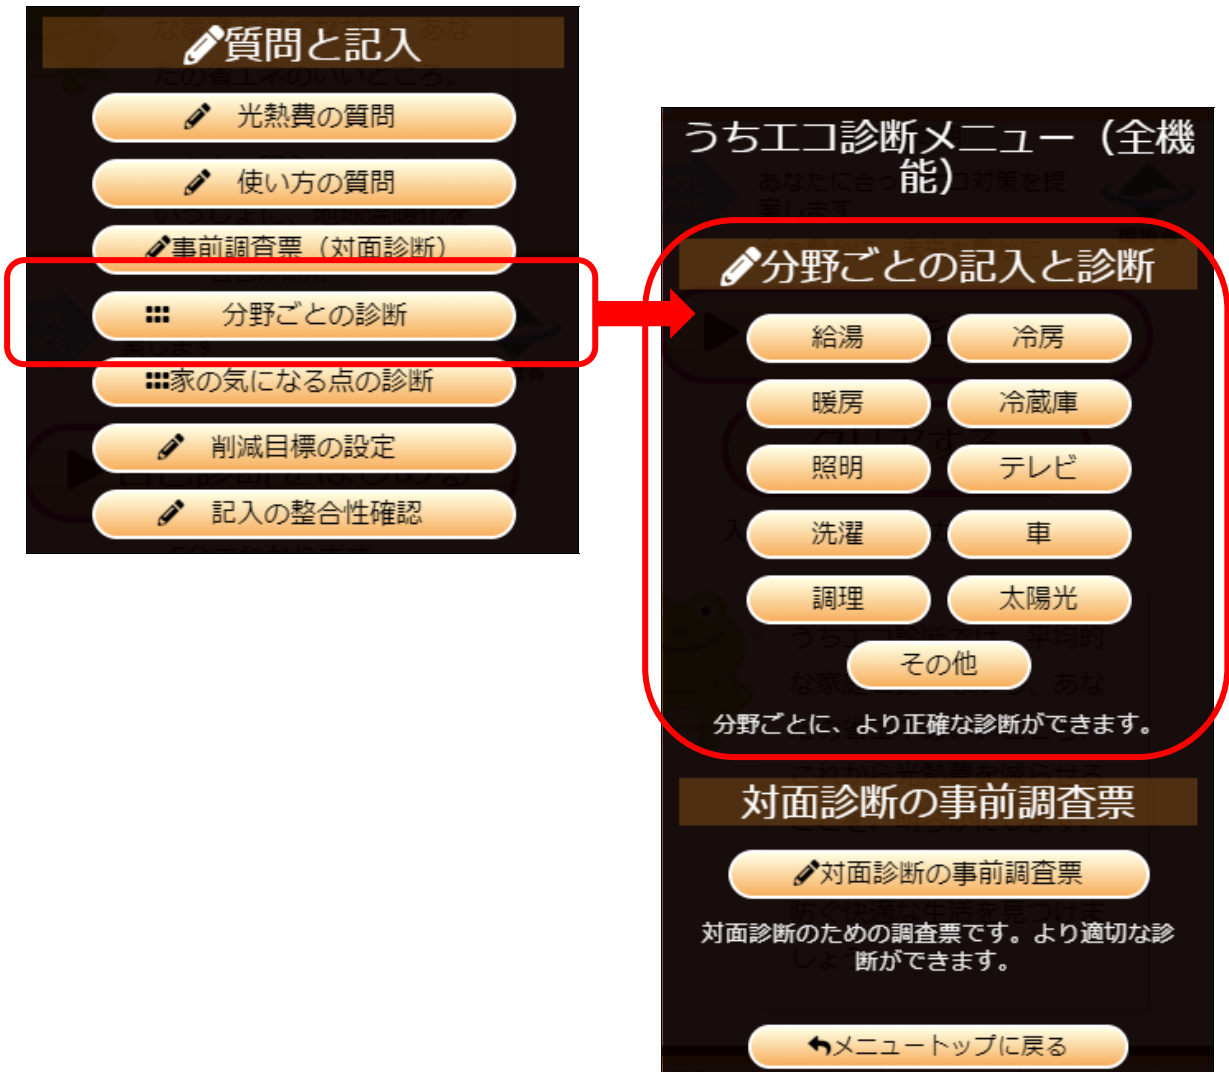 質問と記入
光熱費の質問
使い方の質問
事前調査票（対面診断）
分野ごとの診断
家の気になる点の診断
削減目標の設定
記入の整合性確認
うちエコ診断メニュー（全機
能）
分野ごとの記入と診断
給湯 冷房
暖房 冷蔵庫
照明 テレビ
洗濯 車
調理 太陽光
その他
分野ごとに、より正確な診断ができます。
対面診断の事前調査票
対面診断の事前調査票
対面診断のための調査票です。より適切な診
断ができます。
メニュートップに戻る